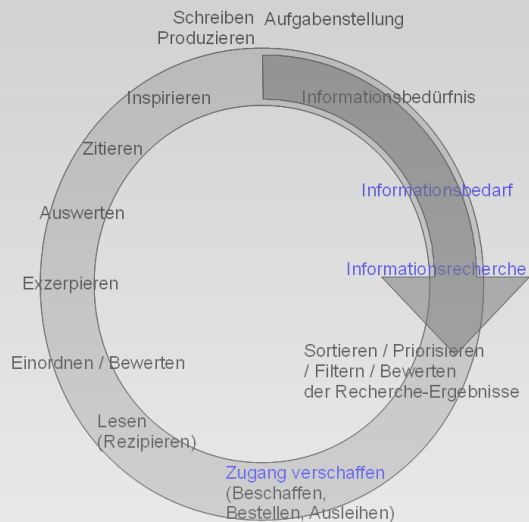 Schreiben
Produzieren
Aufgabenstellung
Informationsbedürfnis
Informationsbedarf
Informationsrecherche
Sortieren / Priorisieren
/ Filtern / Bewerten
der Recherche-Ergebnisse
Zugang verschaffen
(Beschaffen,
Bestellen, Ausleihen)
Lesen
(Rezipieren)
Einordnen / Bewerten
Exzerpieren
Auswerten
Zitieren
Inspirieren